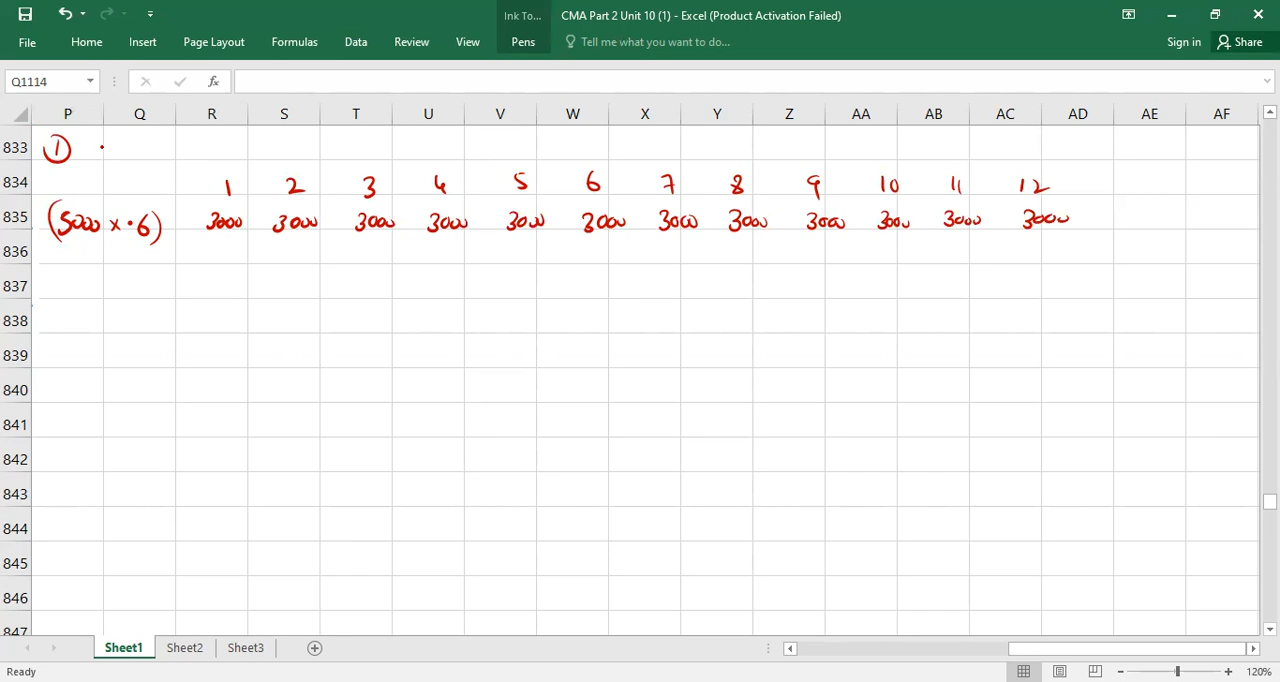 Ink To... CMA Part 2 Unit 10 (1) - Excel (Product Activation Failed)
File Home Insert Page Layout Formulas Data Review View Pens Tell me what you want to do... Sign in Share
Q1114 fx
P Q R S T U V W X Y Z AA AB AC AD AE AF
833 ①
834 1 2 3 4 5 6 7 8 9 10 11 12
835 (5000 × .6) 3000 3000 3000 3000 3000 3000 3000 3000 3000 3000 3000 3000
836
837
838
839
840
841
842
843
844
845
846
847
Sheet1 Sheet2 Sheet3
Ready 120%